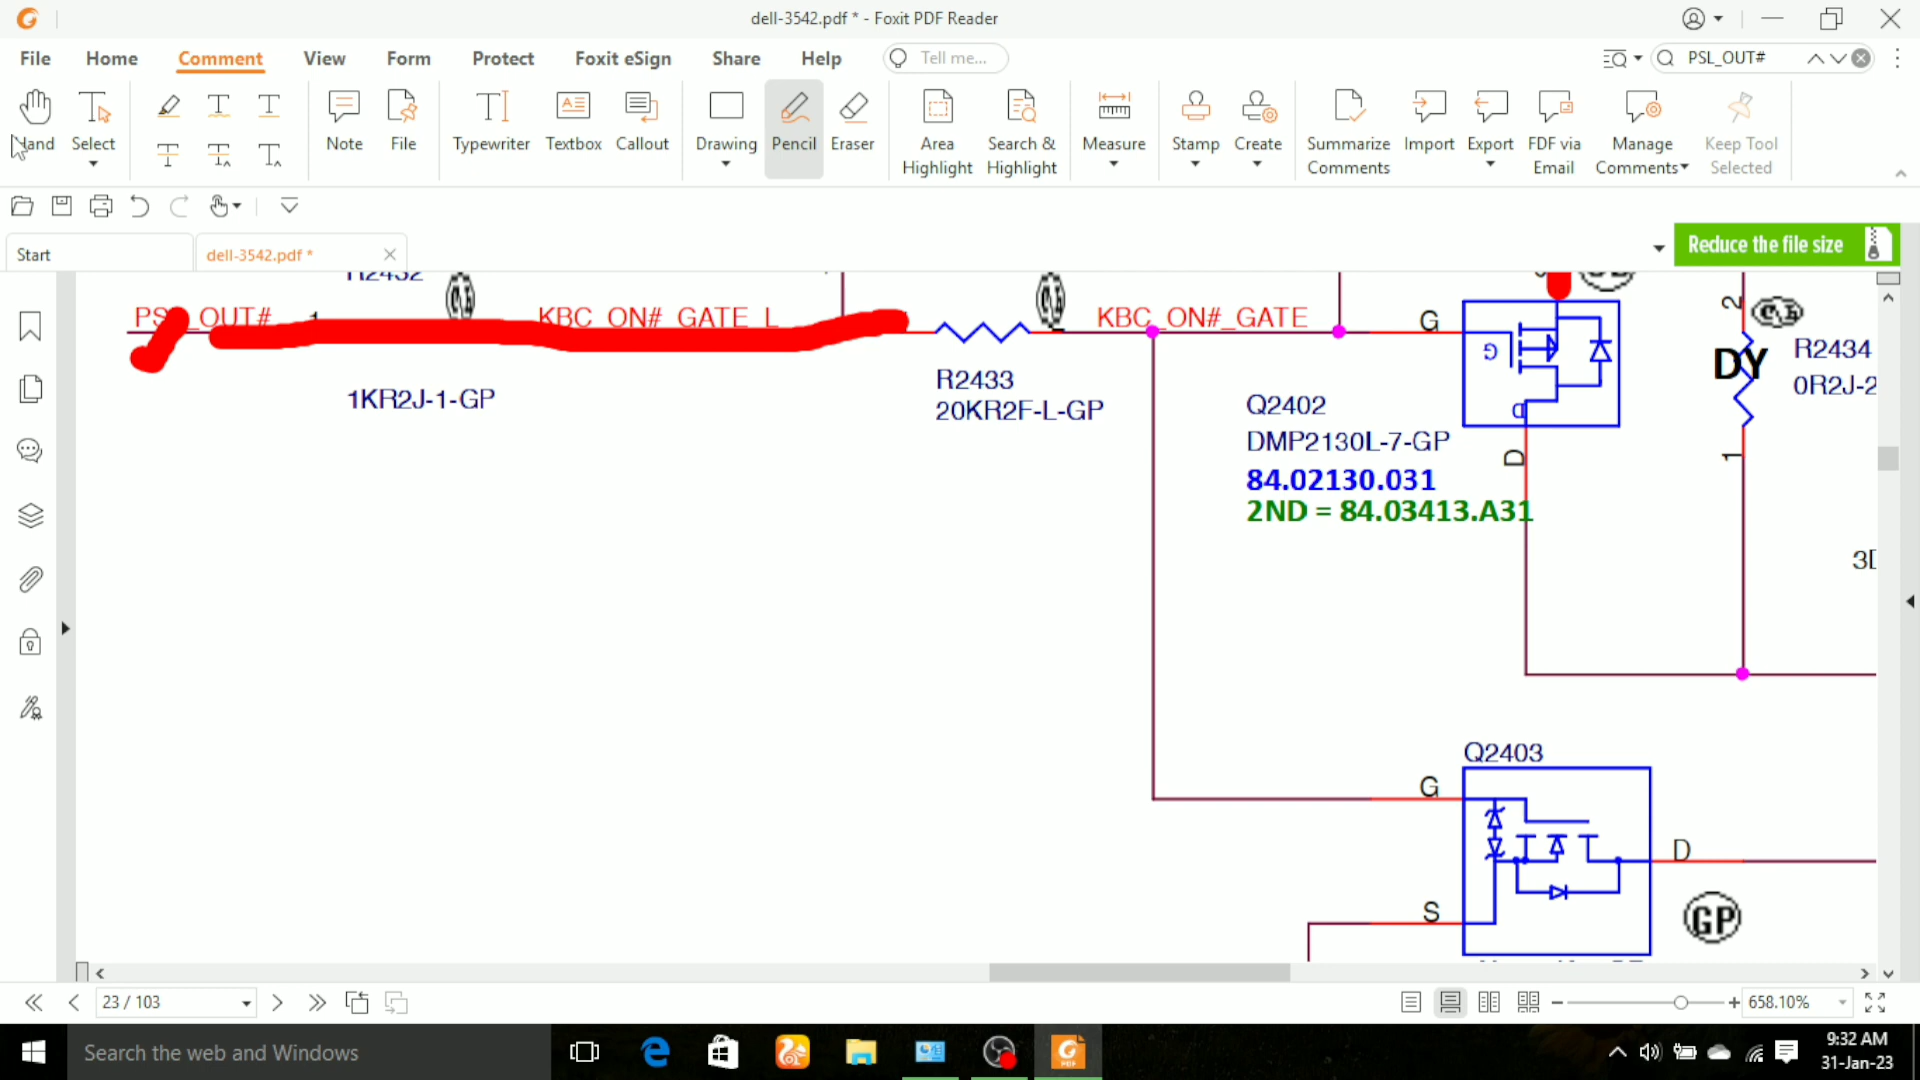 dell-3542.pdf * - Foxit PDF Reader
File Home Comment View Form Protect Foxit eSign Share Help Tell me... PSL_OUT#
Hand Select Note File Typewriter Textbox Callout Drawing Pencil Eraser Area Highlight Search & Highlight Measure Stamp Create Summarize Comments Import Export FDF via Email Manage Comments Keep Tool Selected
Start dell-3542.pdf * Reduce the file size
R2432
_OUT# 1 KBC_ON#_GATE_L KBC_ON#_GATE G 2
1KR2J-1-GP
R2433
20KR2F-L-GP
Q2402
DMP2130L-7-GP
84.02130.031
2ND = 84.03413.A31
G
D
D
DY
R2434
0R2J-2
1
Q2403
G
D
S
GP
23 / 103 658.10%
Search the web and Windows
9:32 AM
31-Jan-23